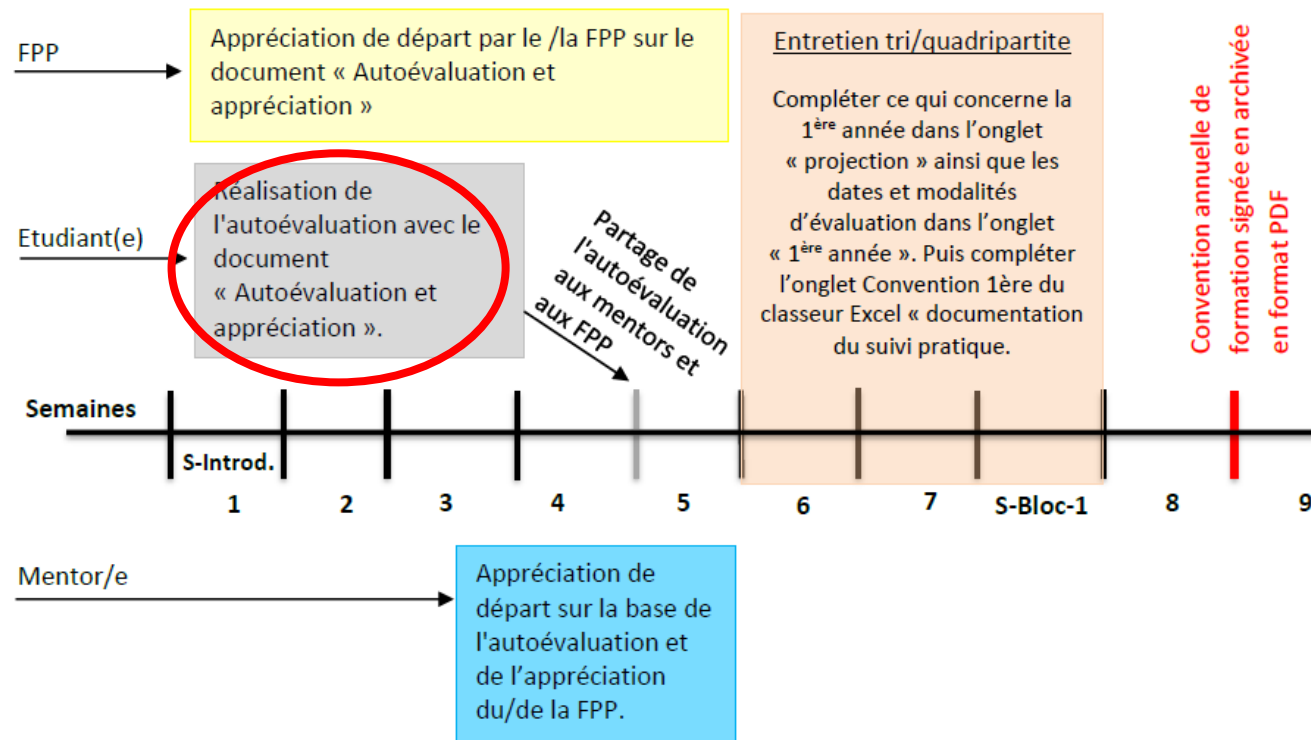 FPP
Appréciation de départ par le /la FPP sur le
document « Autoévaluation et
appréciation »
Entretien tri/quadripartite
Compléter ce qui concerne la
1ère année dans l'onglet
« projection » ainsi que les
dates et modalités
d'évaluation dans l'onglet
« 1ère année ». Puis compléter
l'onglet Convention 1ère du
classeur Excel « documentation
du suivi pratique.
Convention annuelle de
formation signée en archivée
en format PDF
Etudiant(e)
Réalisation de
l'autoévaluation avec le
document
« Autoévaluation et
appréciation ».
Partage de
l'autoévaluation
aux mentors et
aux FPP
Semaines
S-Introd.
1 2 3 4 5 6 7 S-Bloc-1 8 9
Mentor/e
Appréciation de
départ sur la base de
l'autoévaluation et
de l'appréciation
du/de la FPP.